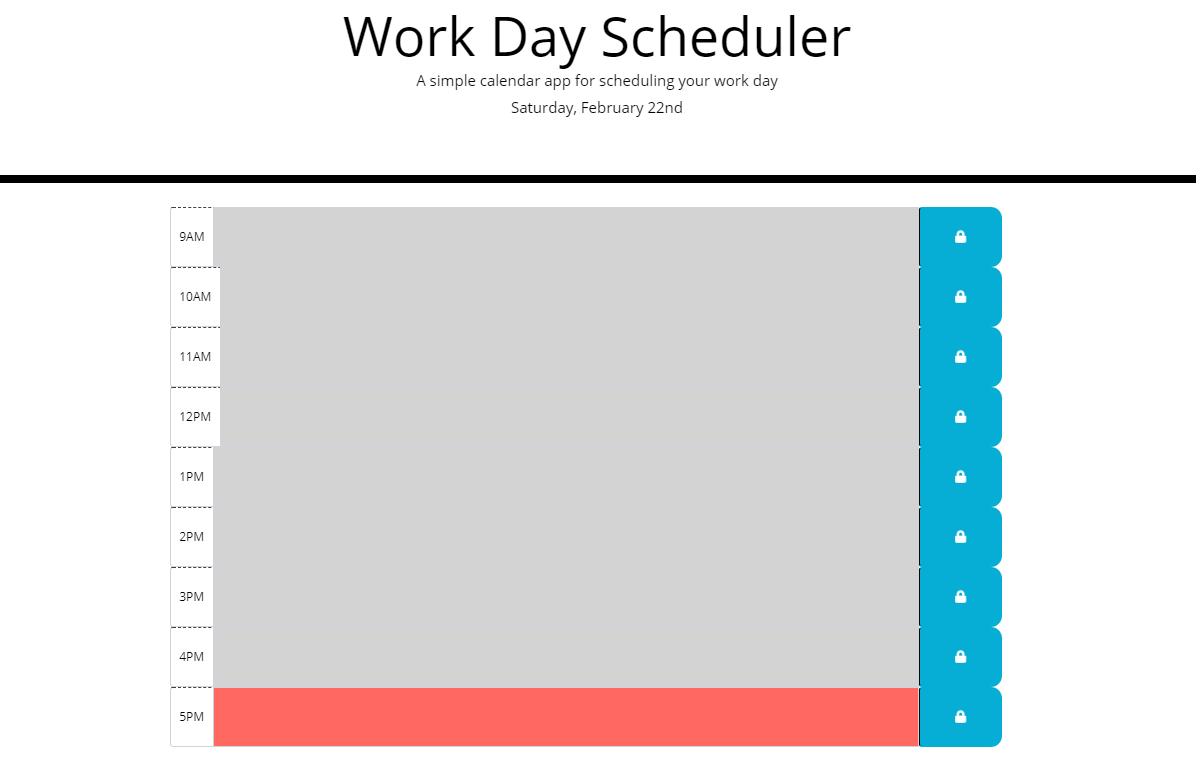 Work Day Scheduler
A simple calendar app for scheduling your work day
Saturday, February 22nd
9AM
10AM
11AM
12PM
1PM
2PM
3PM
4PM
5PM